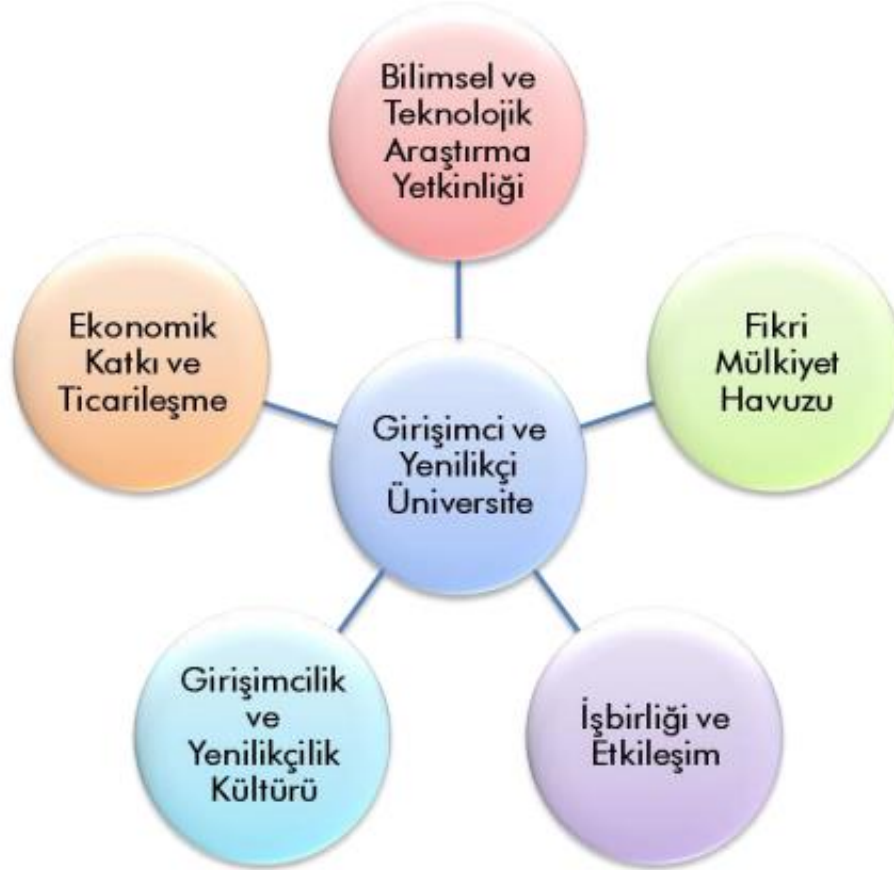 Bilimsel ve
Teknolojik
Araştırma
Yetkinliği
Ekonomik
Katkı ve
Ticarileşme
Fikri
Mülkiyet
Havuzu
Girişimci ve
Yenilikçi
Üniversite
Girişimcilik
ve
Yenilikçilik
Kültürü
İşbirliği ve
Etkileşim